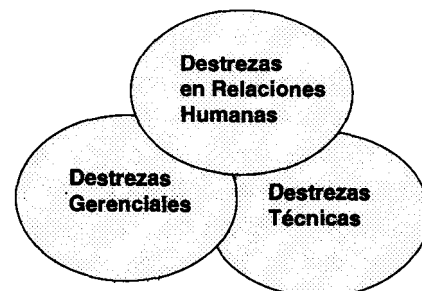 Destrezas
en Relaciones
Humanas
Destrezas
Gerenciales
Destrezas
Técnicas